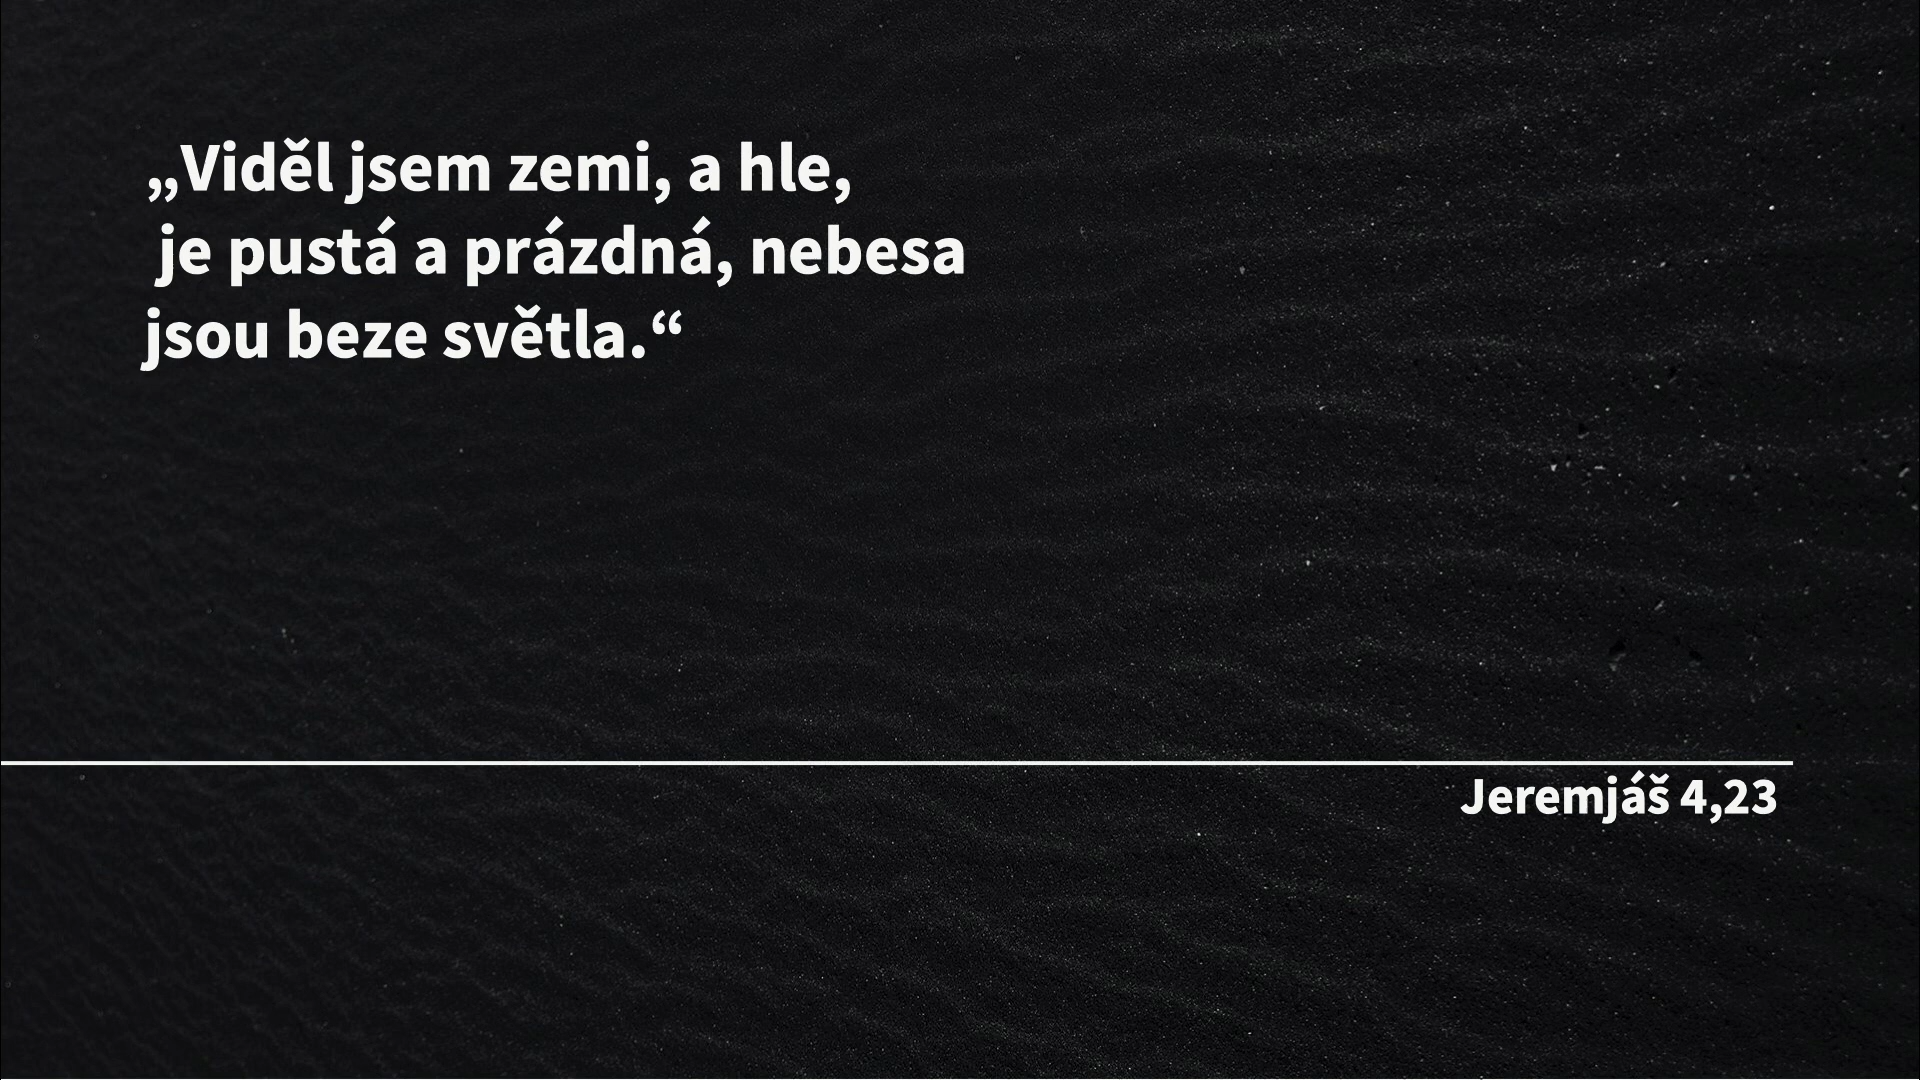 „Viděl jsem zemi, a hle,
je pustá a prázdná, nebesa
jsou beze světla.“
Jeremjáš 4,23